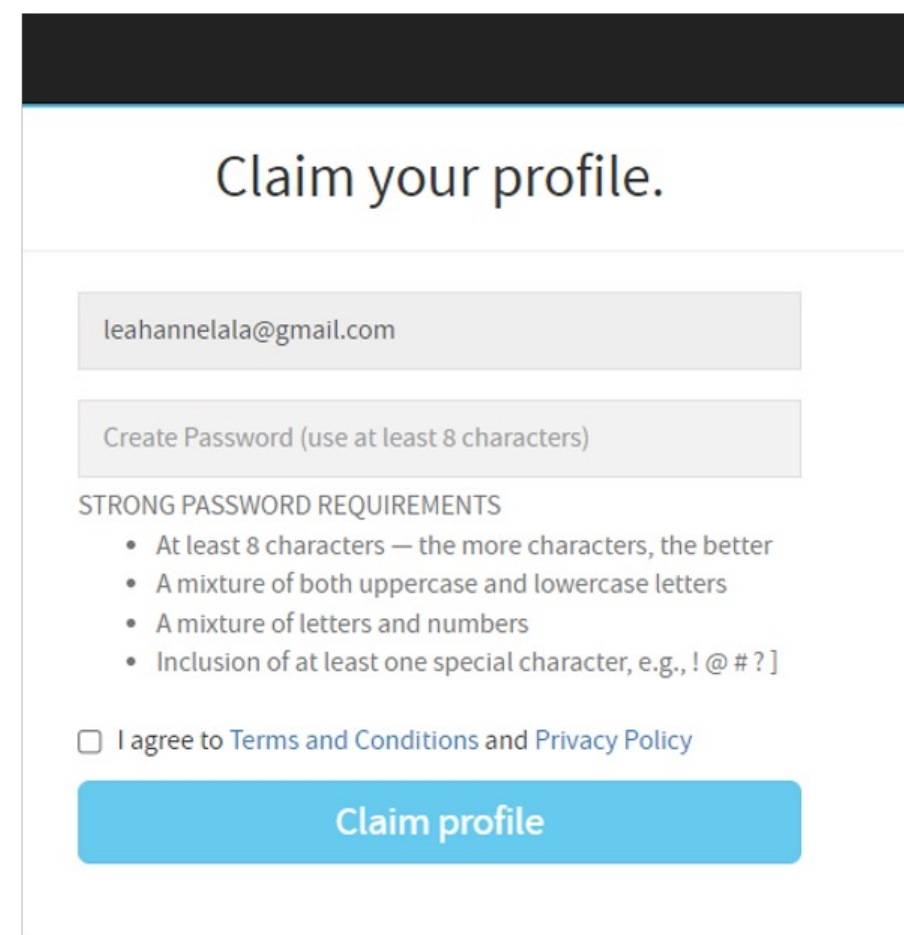 Claim your profile.
leahannelala@gmail.com
Create Password (use at least 8 characters)
STRONG PASSWORD REQUIREMENTS
• At least 8 characters — the more characters, the better
• A mixture of both uppercase and lowercase letters
• A mixture of letters and numbers
• Inclusion of at least one special character, e.g., ! @ # ? ]
I agree to Terms and Conditions and Privacy Policy
Claim profile